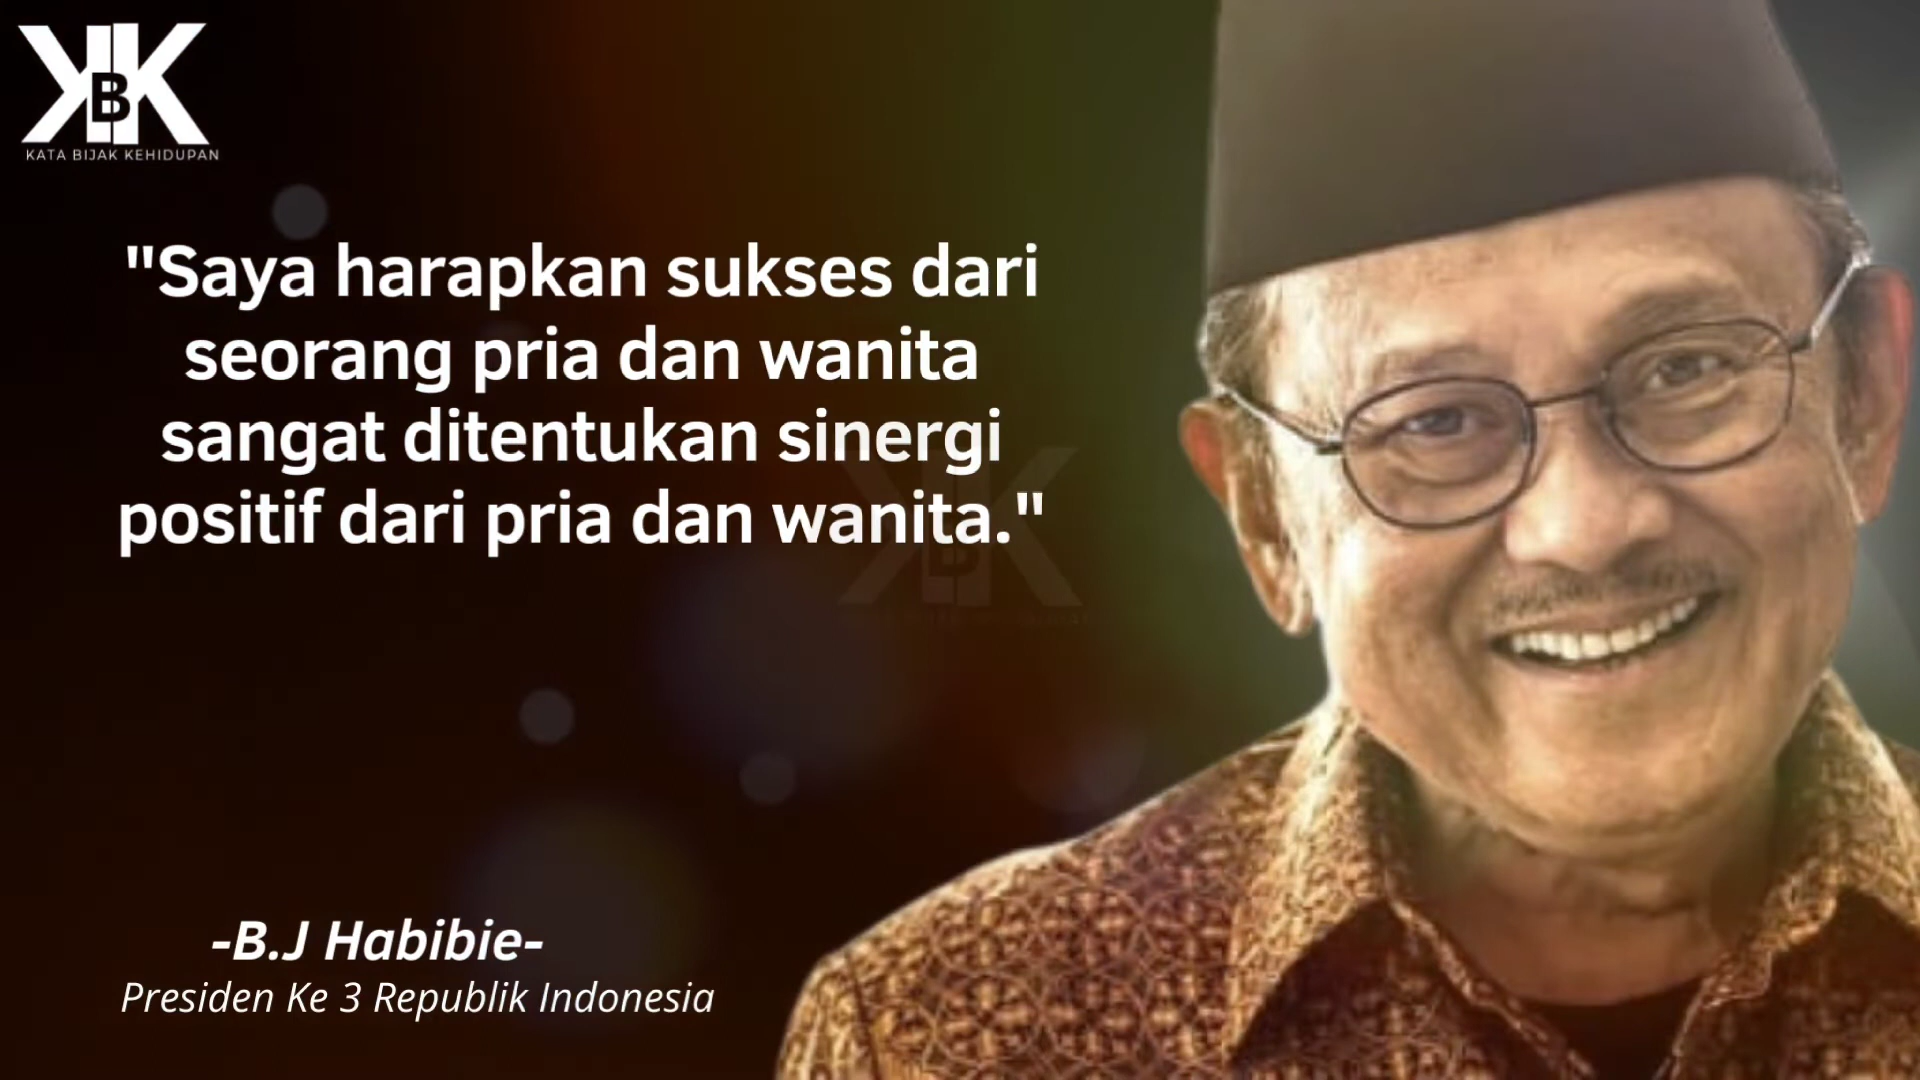 KBK
KATA BIJAK KEHIDUPAN
"Saya harapkan sukses dari
seorang pria dan wanita
sangat ditentukan sinergi
positif dari pria dan wanita."
KBK
-B.J Habibie-
Presiden Ke 3 Republik Indonesia